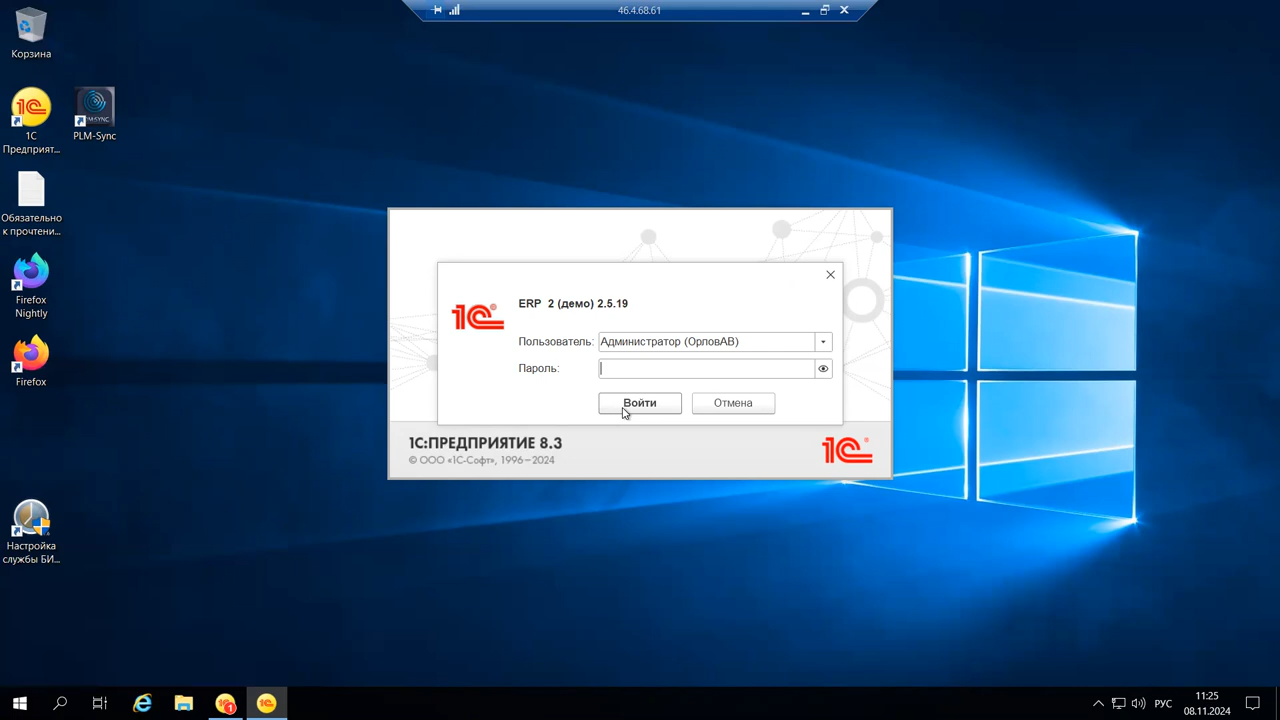 46.4.68.61
Корзина
1С
Предприят...
PLM-Sync
Обязательно
к прочтени...
Firefox
Nightly
Firefox
Настройка
службы БИ...
ERP 2 (демо) 2.5.19
Пользователь:
Администратор (ОрловАВ)
Пароль:
Войти
Отмена
1С:ПРЕДПРИЯТИЕ 8.3
© ООО «1С-Софт», 1996–2024
РУС
11:25
08.11.2024